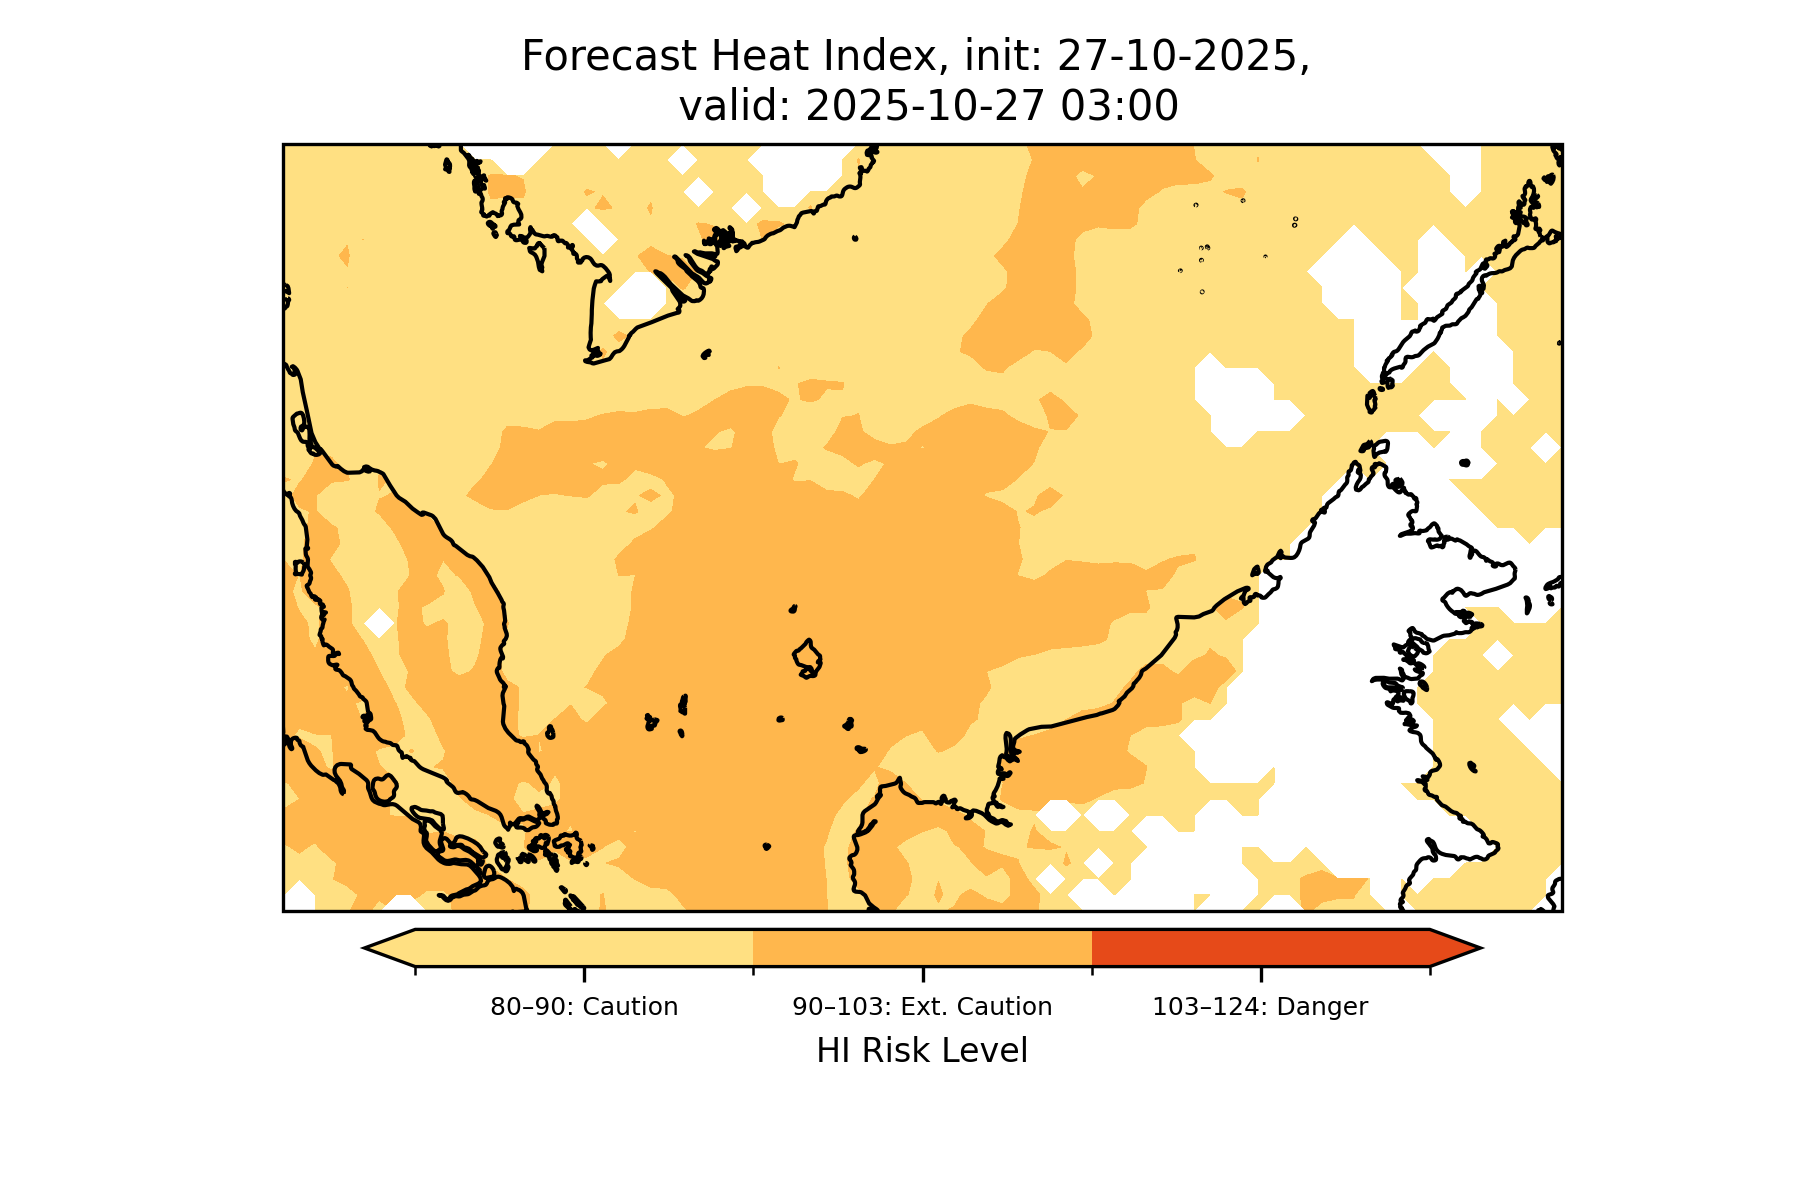 Forecast Heat Index, init: 27-10-2025,
valid: 2025-10-27 03:00
80–90: Caution
90–103: Ext. Caution
103–124: Danger
HI Risk Level